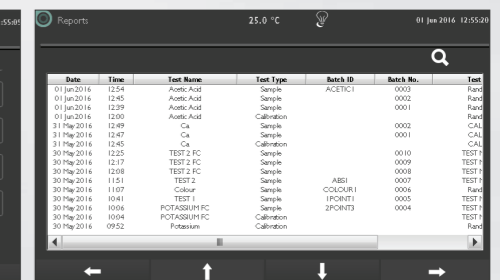 :55:05
Reports 25.0 °C 01 Jun 2016 12:55:20
Date Time Test Name Test Type Batch ID Batch No. Test
01 Jun 2016 12:54 Acetic Acid Sample ACETIC1 0003 Rand
01 Jun 2016 12:45 Acetic Acid Sample 0002 Rand
01 Jun 2016 12:39 Acetic Acid Sample 0001 Rand
01 Jun 2016 12:00 Acetic Acid Calibration Rand
31 May 2016 12:49 Ca Sample 0002 CAL
31 May 2016 12:47 Ca Sample 0001 CAL
31 May 2016 12:45 Ca Calibration CAL
30 May 2016 12:25 TEST 2 FC Sample 0010 TEST
30 May 2016 12:17 TEST 2 FC Sample 0009 TEST
30 May 2016 12:08 TEST 2 FC Sample 0008 TEST
30 May 2016 11:51 TEST 2 Sample ABS1 0007 TEST
30 May 2016 11:07 Colour Sample COLOUR1 0006 Rand
30 May 2016 10:41 TEST 1 Sample 1POINT1 0005 TEST
30 May 2016 10:06 POTASSIUM FC Sample 2POINT3 0004 TEST
30 May 2016 10:04 POTASSIUM FC Calibration TEST
30 May 2016 09:52 Potassium Calibration Rand